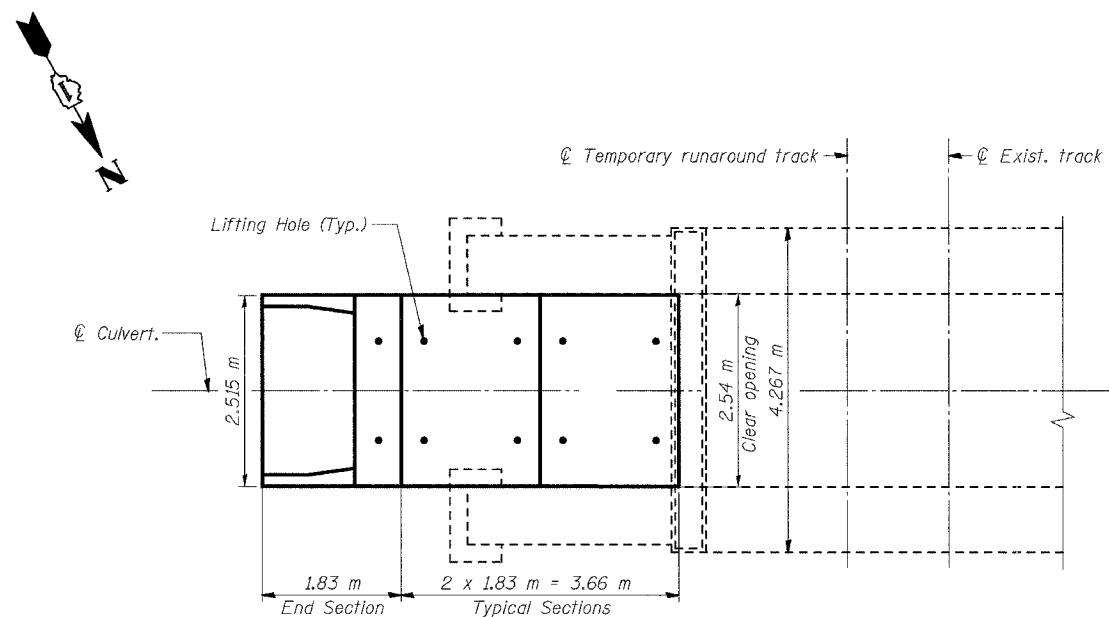 N
℄ Temporary runaround track
℄ Exist. track
Lifting Hole (Typ.)
℄ Culvert.
2.515 m
2.54 m
Clear opening
4.267 m
1.83 m
End Section
2 x 1.83 m = 3.66 m
Typical Sections